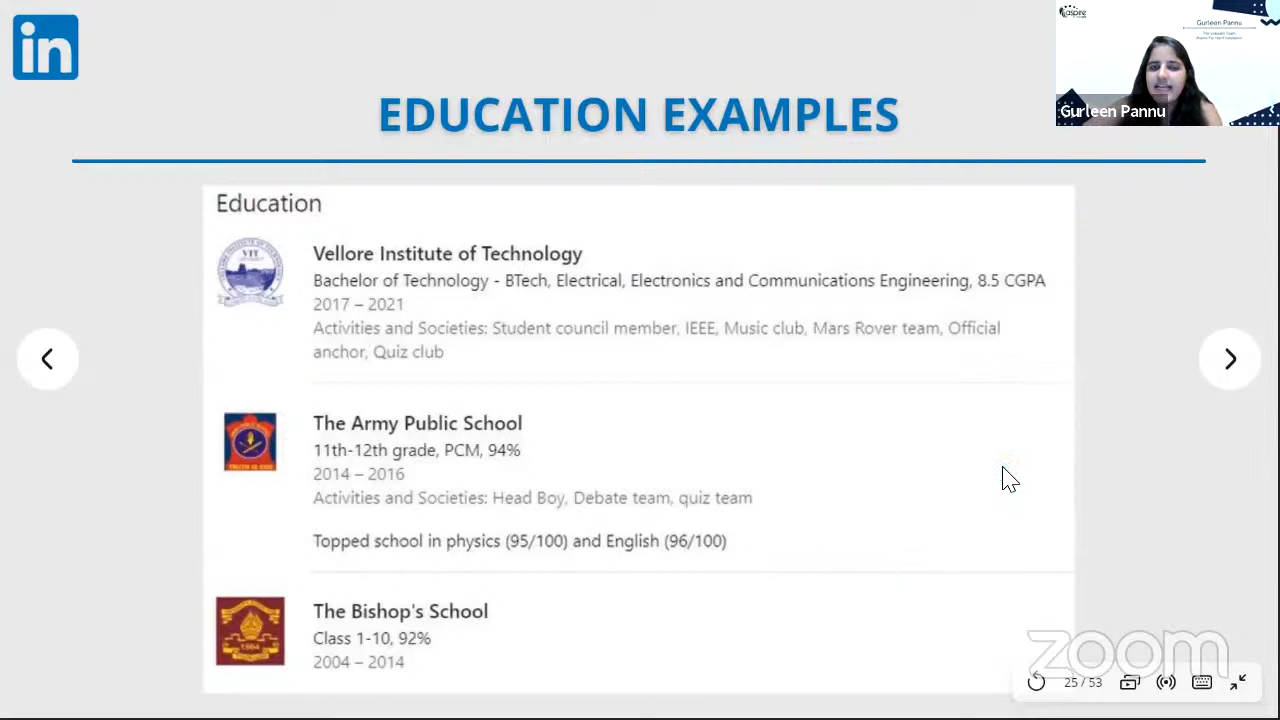 in
aspire
Gurleen Pannu
Gurleen Pannu
EDUCATION EXAMPLES
Education
VIT
Vellore Institute of Technology
Bachelor of Technology - BTech, Electrical, Electronics and Communications Engineering, 8.5 CGPA
2017 – 2021
Activities and Societies: Student council member, IEEE, Music club, Mars Rover team, Official
anchor, Quiz club
The Army Public School
11th-12th grade, PCM, 94%
2014 – 2016
Activities and Societies: Head Boy, Debate team, quiz team
Topped school in physics (95/100) and English (96/100)
The Bishop's School
Class 1-10, 92%
2004 – 2014
zoom
25 / 53